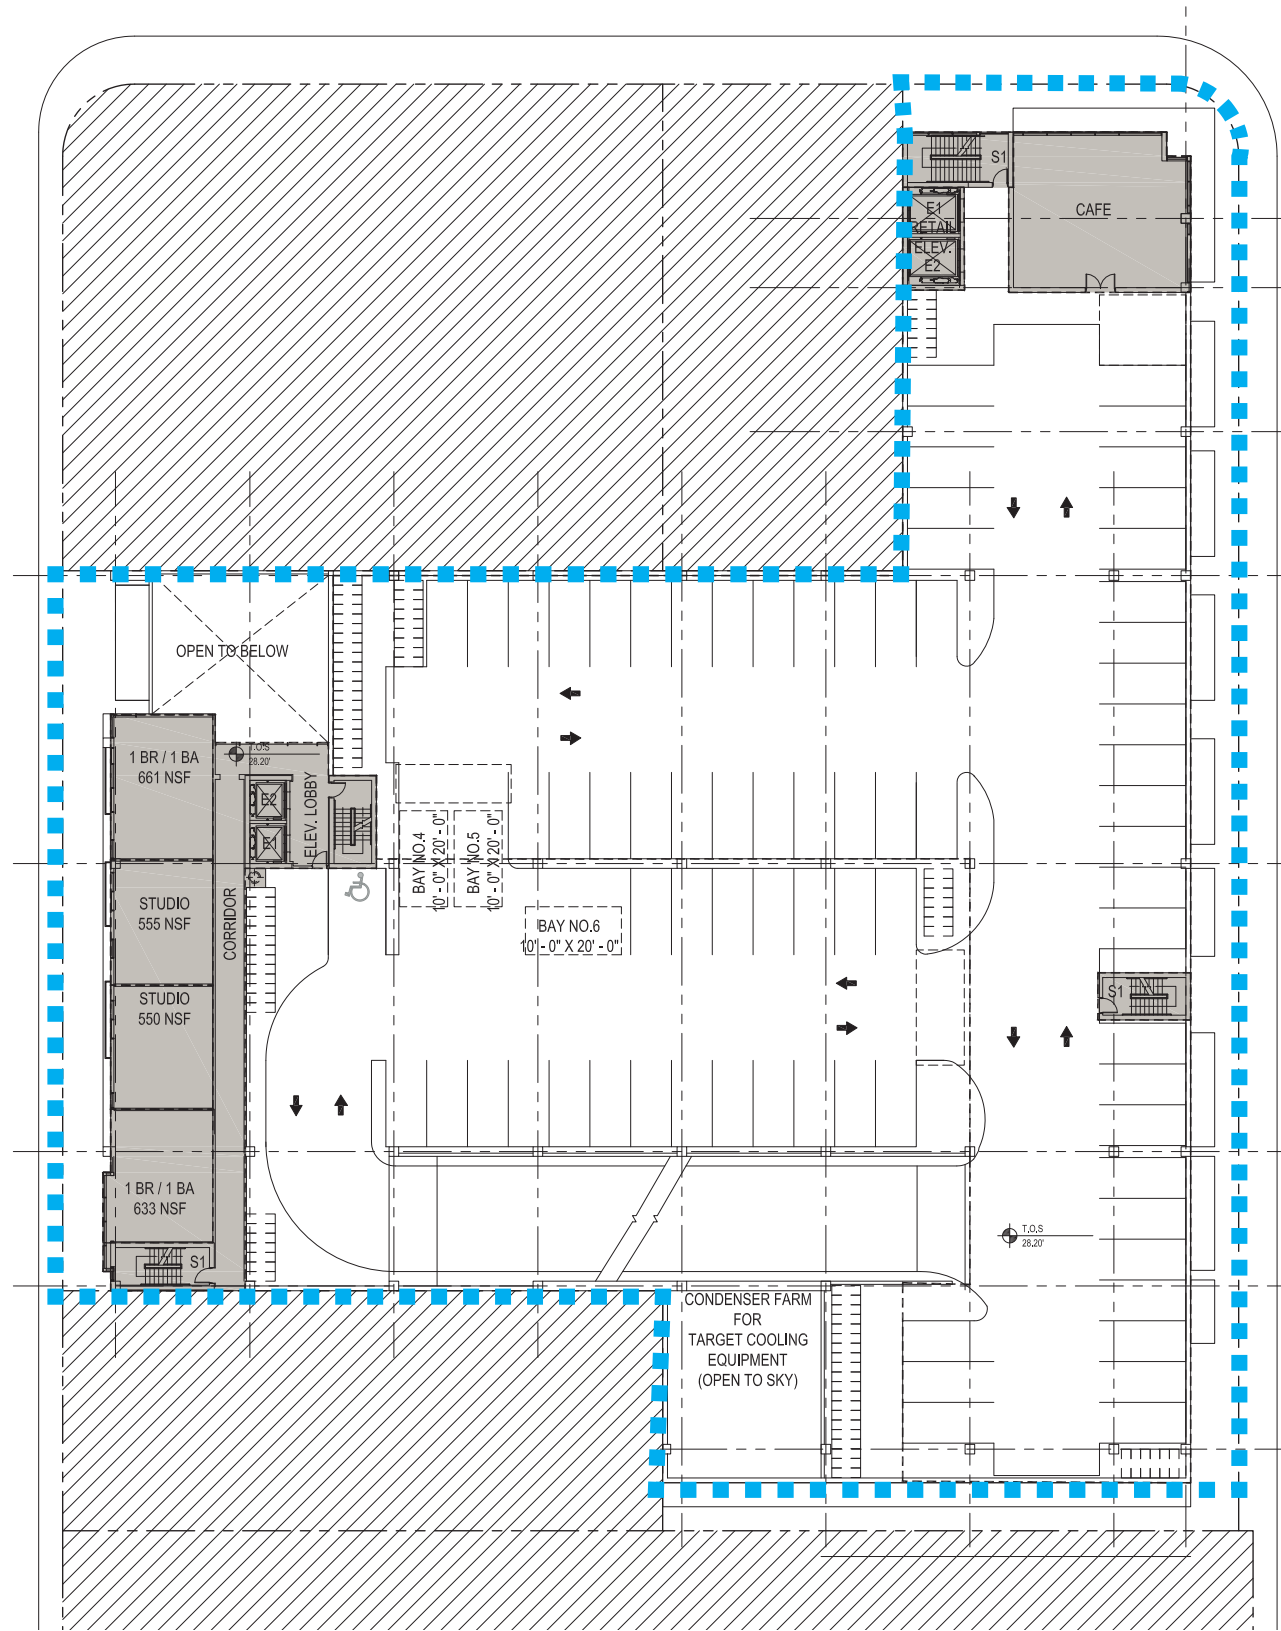 S1
E1
RETAIL
ELEV.
E2
CAFE
OPEN TO BELOW
1 BR / 1 BA
661 NSF
T.O.S
28.20'
E2
E1
ELEV. LOBBY
BAY NO.4
10' - 0" X 20' - 0"
BAY NO.5
10' - 0" X 20' - 0"
STUDIO
555 NSF
CORRIDOR
BAY NO.6
10' - 0" X 20' - 0"
STUDIO
550 NSF
S1
1 BR / 1 BA
633 NSF
S1
T.O.S
28.20'
CONDENSER FARM
FOR
TARGET COOLING
EQUIPMENT
(OPEN TO SKY)